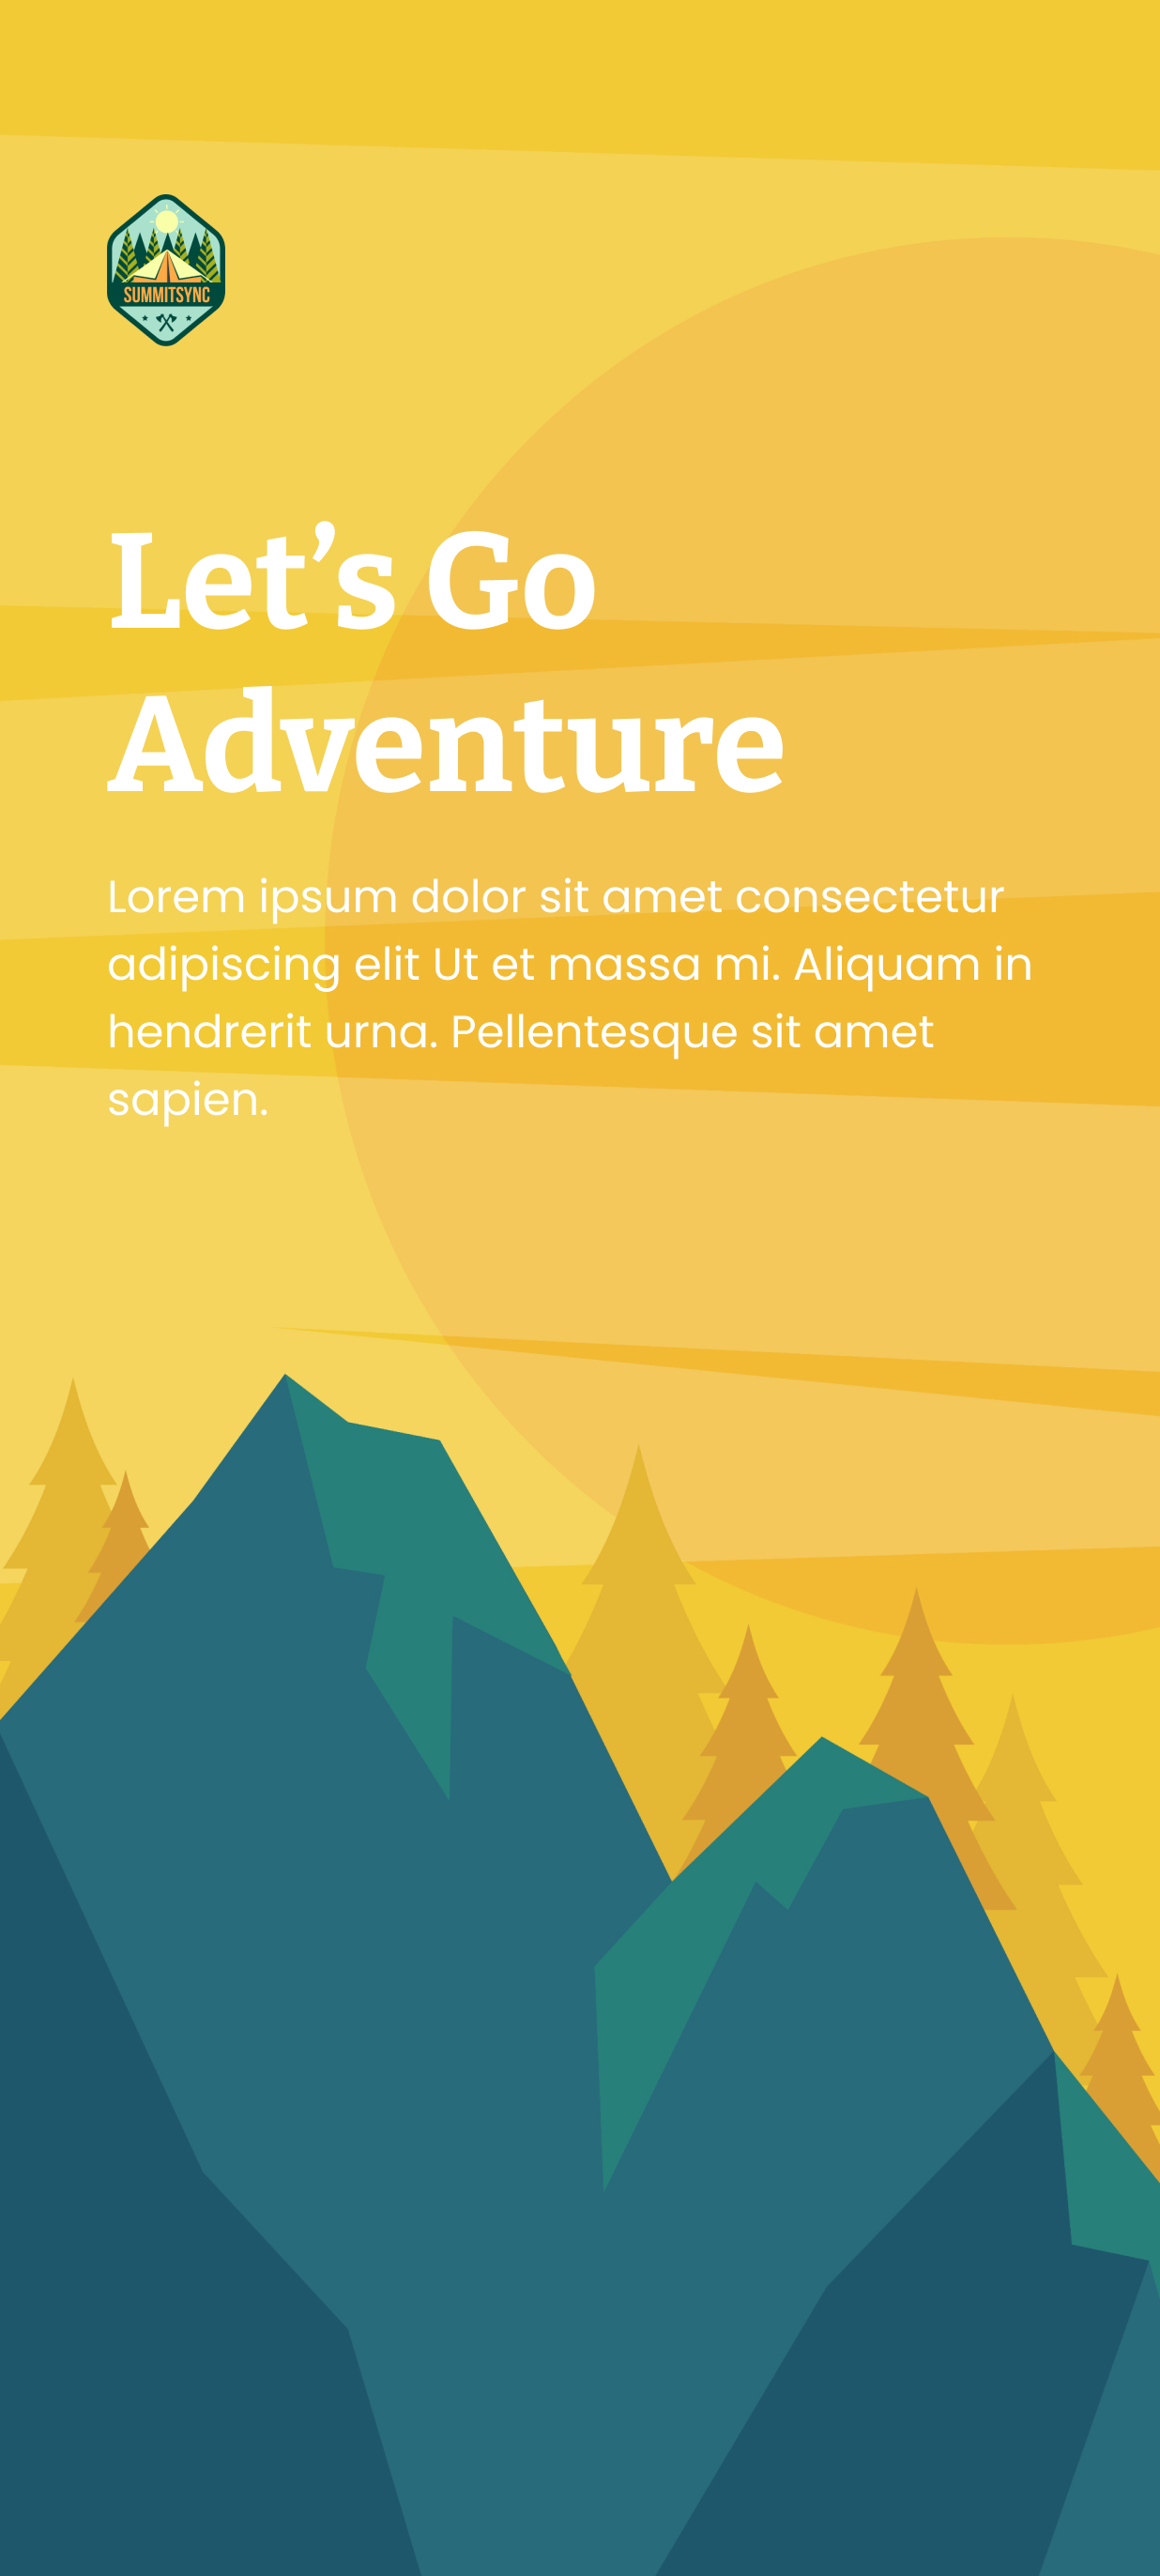 SUMMITSYNC
Let’s Go
Adventure
Lorem ipsum dolor sit amet consectetur
adipiscing elit Ut et massa mi. Aliquam in
hendrerit urna. Pellentesque sit amet
sapien.